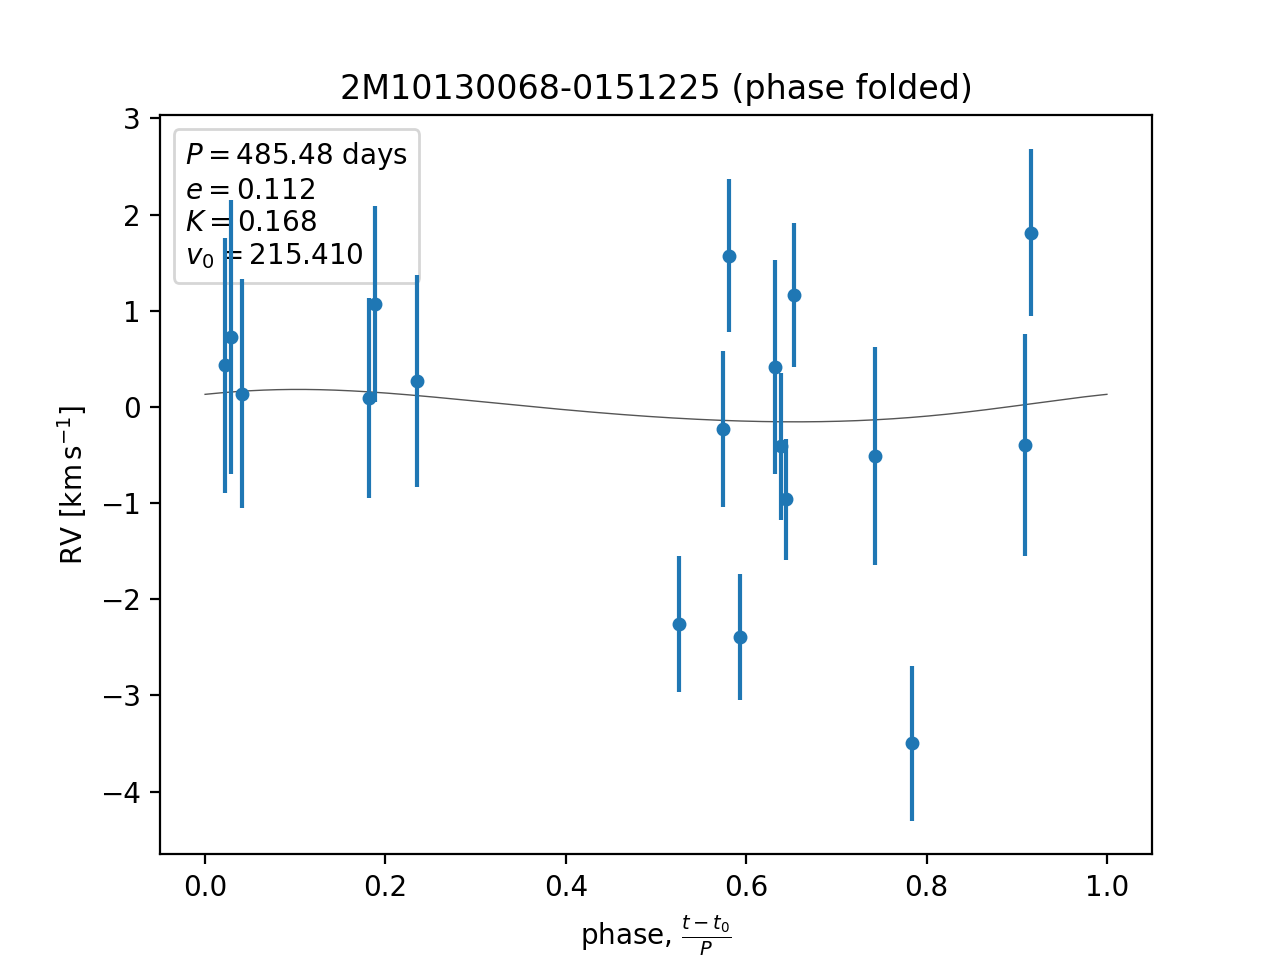 2M10130068-0151225 (phase folded)
P = 485.48 days
e = 0.112
K = 0.168
v₀ = 215.410
3
2
1
0
−1
−2
−3
−4
RV [km s⁻¹]
0.0 0.2 0.4 0.6 0.8 1.0
phase, (t − t₀)/P